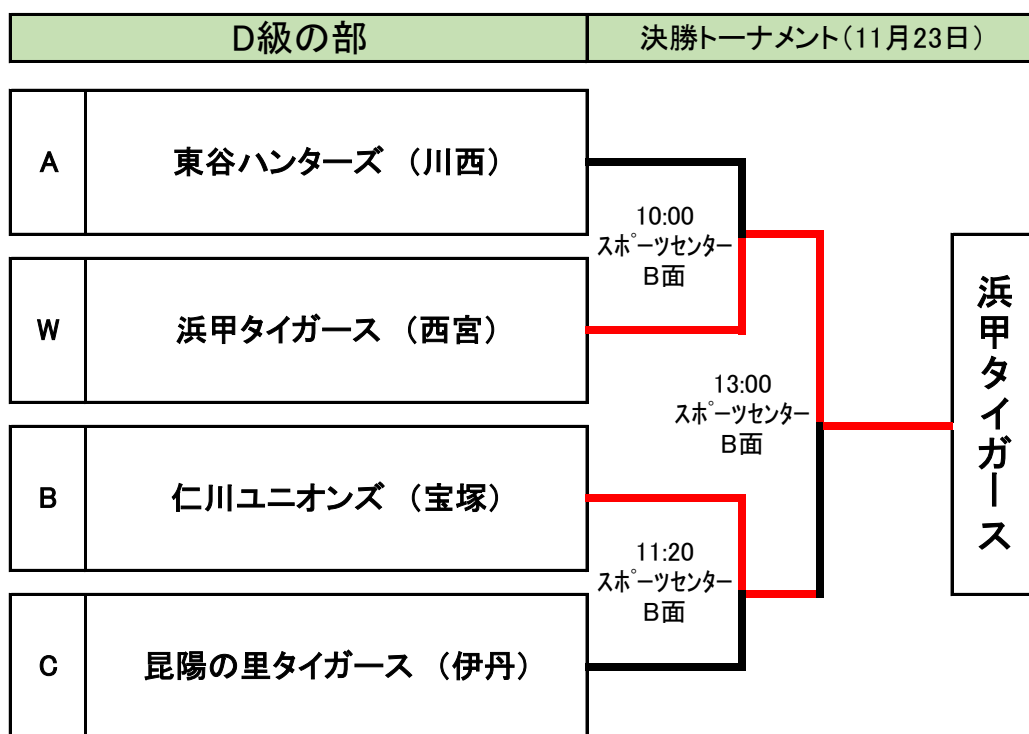 D級の部
決勝トーナメント(11月23日)
A
東谷ハンターズ (川西)
10:00
スポーツセンター
B面
W
浜甲タイガース (西宮)
13:00
スポーツセンター
B面
浜甲タイガース
B
仁川ユニオンズ (宝塚)
11:20
スポーツセンター
B面
C
昆陽の里タイガース (伊丹)